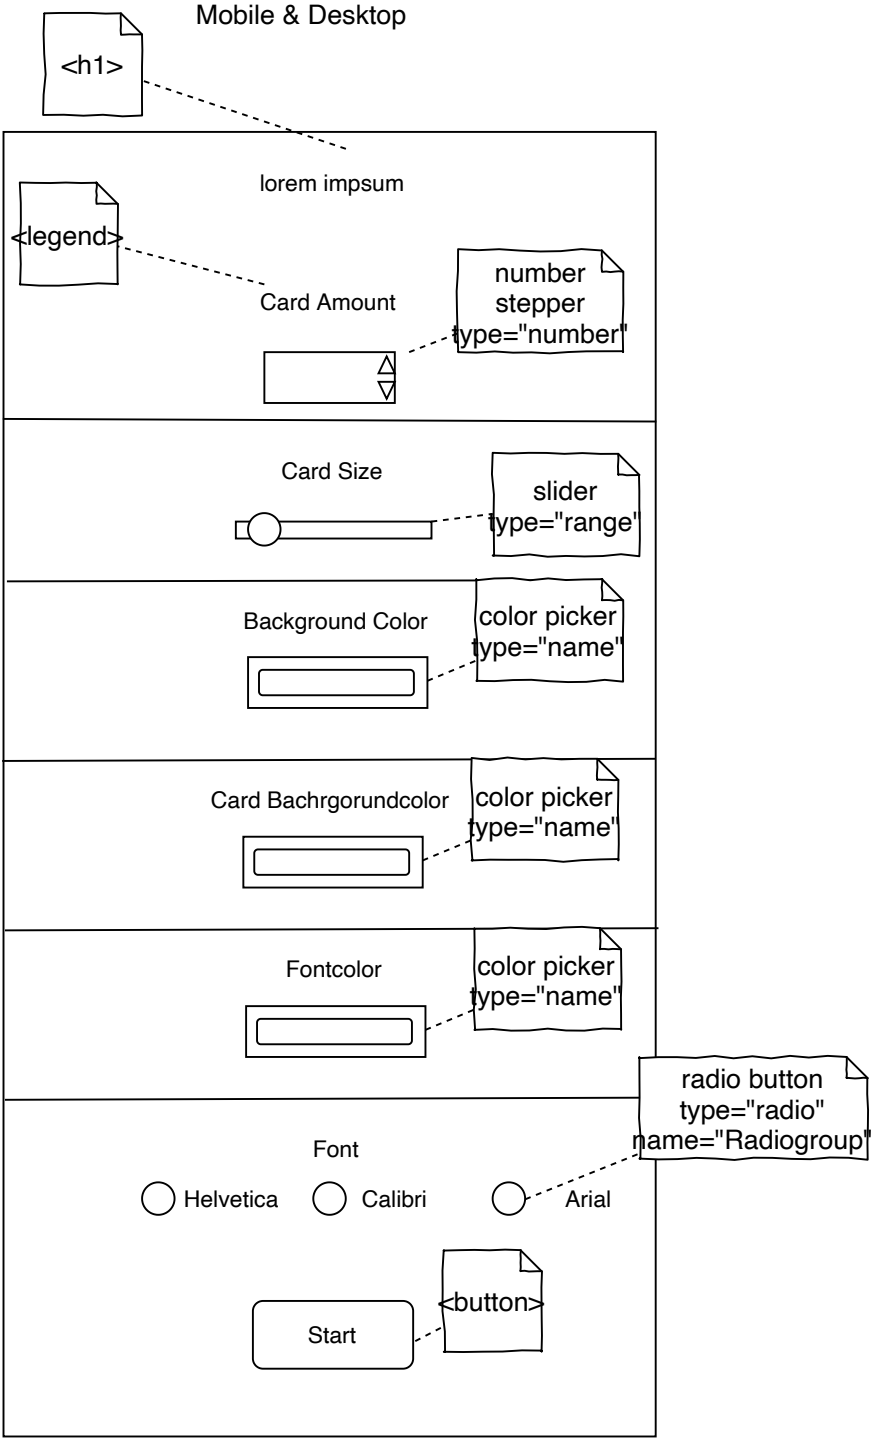 Mobile & Desktop
<h1>
lorem impsum
<legend>
number
stepper
type="number"
Card Amount
Card Size
slider
type="range"
Background Color
color picker
type="name"
Card Bachrgorundcolor
color picker
type="name"
Fontcolor
color picker
type="name"
radio button
type="radio"
name="Radiogroup"
Font
Helvetica Calibri Arial
<button>
Start